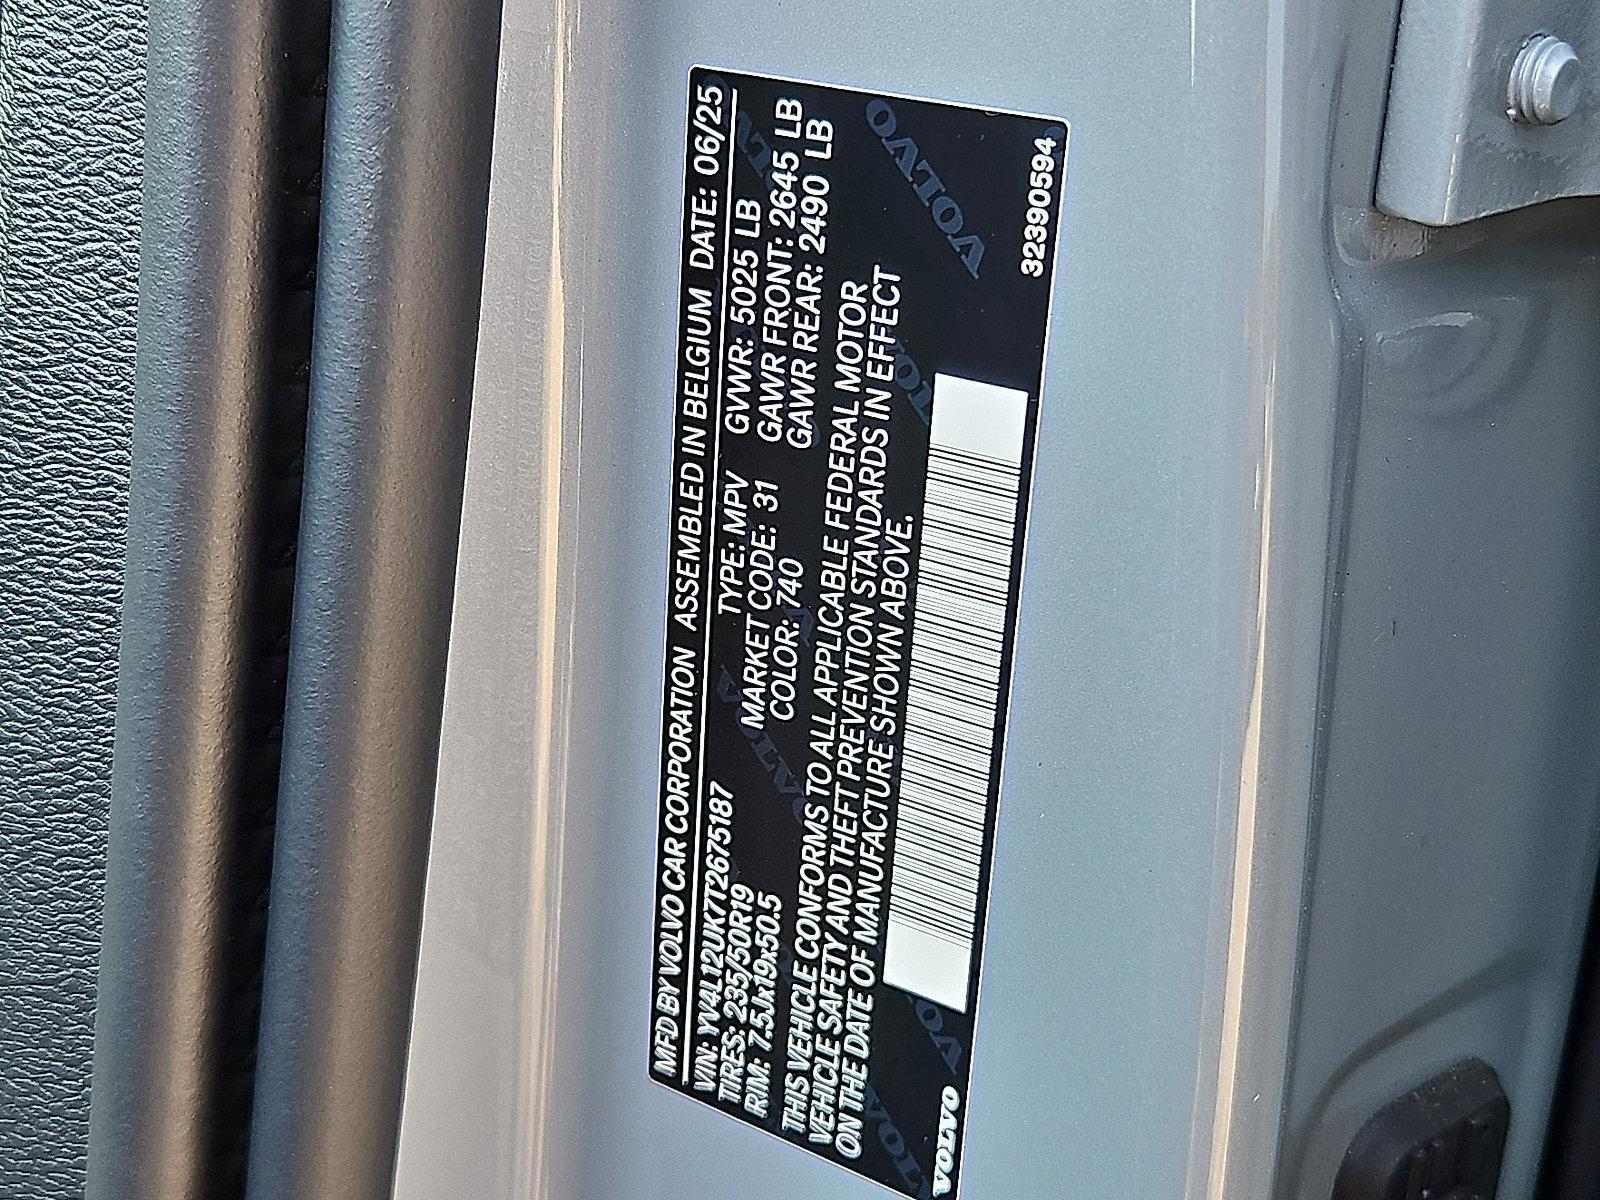 MFD BY VOLVO CAR CORPORATION ASSEMBLED IN BELGIUM DATE: 06/25
VIN: YV4L12UK7T2675187 TYPE: MPV GVWR: 5025 LB
TIRES: 235/50R19 MARKET CODE: 31 GAWR FRONT: 2645 LB
RIM: 7.5Jx19x50.5 COLOR: 740 GAWR REAR: 2490 LB
THIS VEHICLE CONFORMS TO ALL APPLICABLE FEDERAL MOTOR
VEHICLE SAFETY AND THEFT PREVENTION STANDARDS IN EFFECT
ON THE DATE OF MANUFACTURE SHOWN ABOVE.
VOLVO 32390594